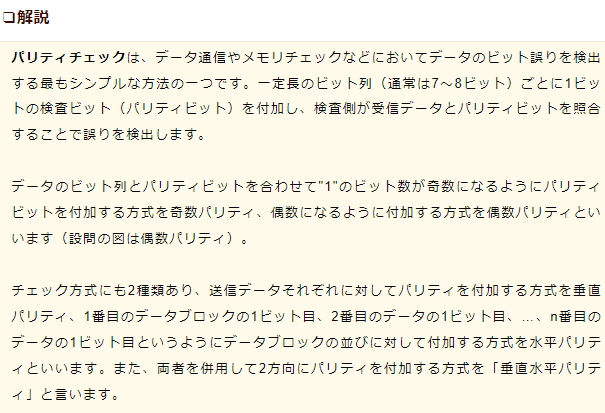 ❏解説
パリティチェックは、データ通信やメモリチェックなどにおいてデータのビット誤りを検出
する最もシンプルな方法の一つです。一定長のビット列（通常は7～8ビット）ごとに1ビッ
トの検査ビット（パリティビット）を付加し、検査側が受信データとパリティビットを照合
することで誤りを検出します。
データのビット列とパリティビットを合わせて"1"のビット数が奇数になるようにパリティ
ビットを付加する方式を奇数パリティ、偶数になるように付加する方式を偶数パリティとい
います（設問の図は偶数パリティ）。
チェック方式にも2種類あり、送信データそれぞれに対してパリティを付加する方式を垂直
パリティ、1番目のデータブロックの1ビット目、2番目のデータの1ビット目、…、n番目の
データの1ビット目というようにデータブロックの並びに対して付加する方式を水平パリテ
ィといいます。また、両者を併用して2方向にパリティを付加する方式を「垂直水平パリテ
ィ」と言います。